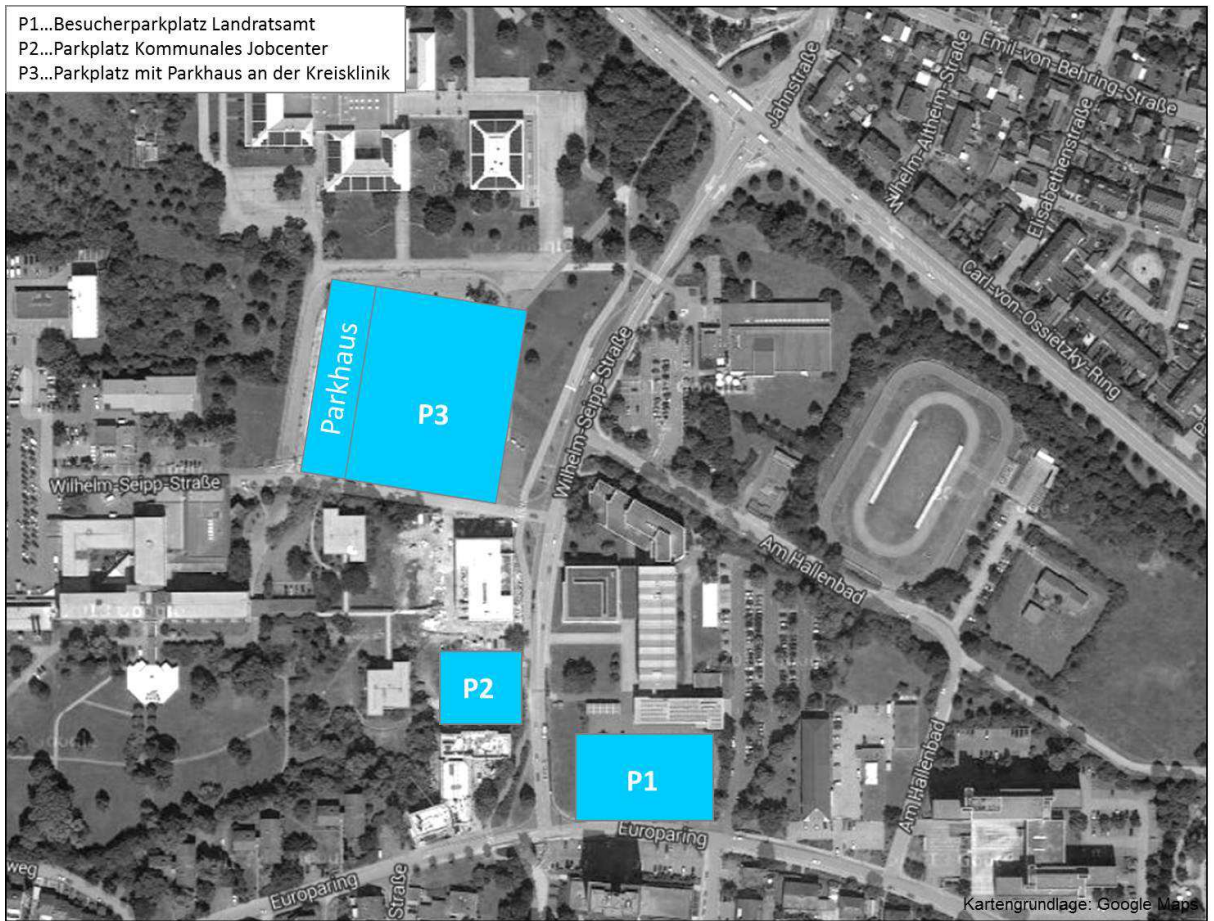 P1...Besucherparkplatz Landratsamt
P2...Parkplatz Kommunales Jobcenter
P3...Parkplatz mit Parkhaus an der Kreisklinik
Emil-von-Behring-Straße
Jahnstraße
Wilhelm-Altheim-Straße
Elisabethenstraße
Carl-von-Ossietzky-Ring
Parkhaus
P3
Wilhelm-Seipp-Straße
Wilhelm-Seipp-Straße
Am Hallenbad
P2
P1
Am Hallenbad
Europaring
weg
Europaring
Straße
Kartengrundlage: Google Maps